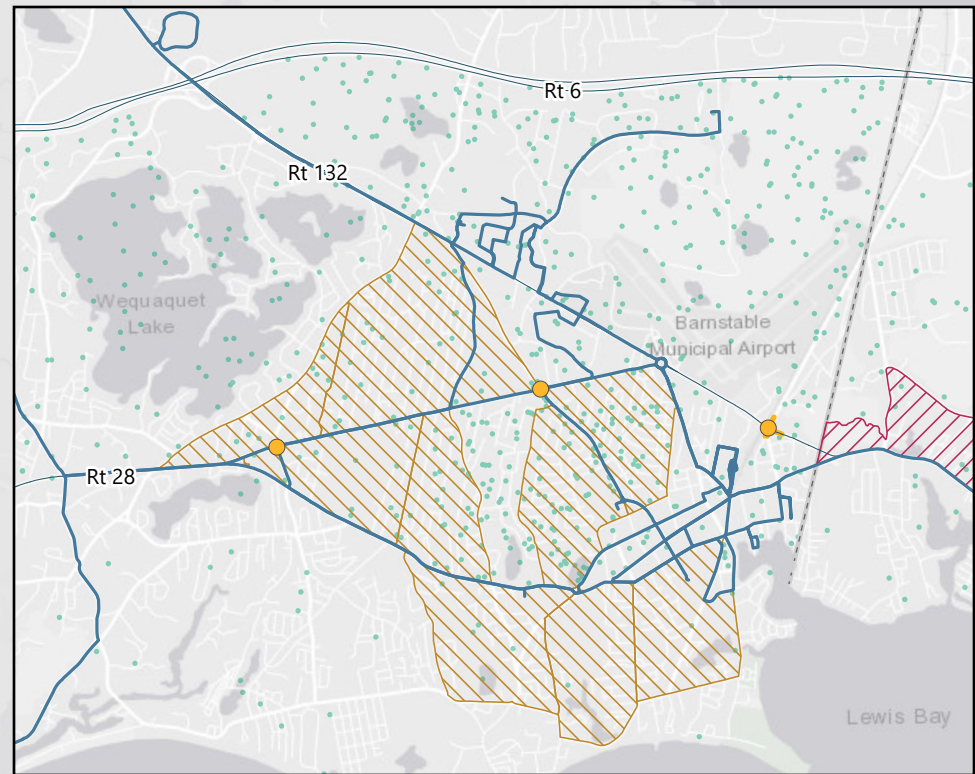 Rt 6
Rt 132
Wequaquet
Lake
Barnstable
Municipal Airport
Rt 28
Lewis Bay